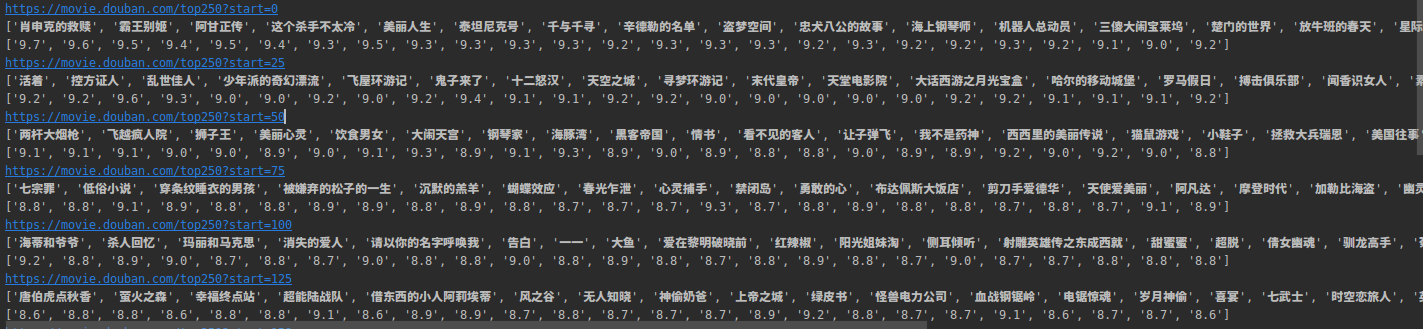 https://movie.douban.com/top250?start=0
['肖申克的救赎', '霸王别姬', '阿甘正传', '这个杀手不太冷', '美丽人生', '泰坦尼克号', '千与千寻', '辛德勒的名单', '盗梦空间', '忠犬八公的故事', '海上钢琴师', '机器人总动员', '三傻大闹宝莱坞', '楚门的世界', '放牛班的春天', '星际
['9.7', '9.6', '9.5', '9.4', '9.5', '9.4', '9.3', '9.5', '9.3', '9.3', '9.3', '9.3', '9.2', '9.3', '9.3', '9.3', '9.2', '9.3', '9.2', '9.2', '9.3', '9.2', '9.1', '9.0', '9.2']
https://movie.douban.com/top250?start=25
['活着', '控方证人', '乱世佳人', '少年派的奇幻漂流', '飞屋环游记', '鬼子来了', '十二怒汉', '天空之城', '寻梦环游记', '末代皇帝', '天堂电影院', '大话西游之月光宝盒', '哈尔的移动城堡', '罗马假日', '搏击俱乐部', '闻香识女人',
['9.2', '9.2', '9.6', '9.3', '9.0', '9.0', '9.2', '9.0', '9.2', '9.4', '9.1', '9.1', '9.2', '9.2', '9.2', '9.0', '9.0', '9.0', '9.0', '9.2', '9.2', '9.1', '9.1', '9.1', '9.2']
https://movie.douban.com/top250?start=50
['两杆大烟枪', '飞越疯人院', '狮子王', '美丽心灵', '饮食男女', '大闹天宫', '钢琴家', '海豚湾', '黑客帝国', '情书', '看不见的客人', '让子弹飞', '我不是药神', '西西里的美丽传说', '猫鼠游戏', '小鞋子', '拯救大兵瑞恩', '美国往事
['9.1', '9.1', '9.1', '9.0', '9.0', '8.9', '9.0', '9.1', '9.3', '8.9', '9.1', '9.3', '8.9', '9.0', '8.9', '8.8', '8.8', '9.0', '8.9', '8.9', '9.2', '9.0', '9.2', '9.0', '8.8']
https://movie.douban.com/top250?start=75
['七宗罪', '低俗小说', '穿条纹睡衣的男孩', '被嫌弃的松子的一生', '沉默的羔羊', '蝴蝶效应', '春光乍泄', '心灵捕手', '禁闭岛', '勇敢的心', '布达佩斯大饭店', '剪刀手爱德华', '天使爱美丽', '阿凡达', '摩登时代', '加勒比海盗', '幽灵
['8.8', '8.8', '9.1', '8.9', '8.8', '8.8', '8.9', '8.9', '8.8', '8.9', '8.8', '8.7', '8.7', '8.7', '9.3', '8.7', '8.8', '8.9', '8.8', '8.8', '8.7', '8.8', '8.7', '9.1', '8.9']
https://movie.douban.com/top250?start=100
['海蒂和爷爷', '杀人回忆', '玛丽和马克思', '消失的爱人', '请以你的名字呼唤我', '告白', '一一', '大鱼', '爱在黎明破晓前', '红辣椒', '阳光姐妹淘', '侧耳倾听', '射雕英雄传之东成西就', '甜蜜蜜', '超脱', '倩女幽魂', '驯龙高手',
['9.2', '8.8', '8.9', '9.0', '8.7', '8.7', '9.0', '8.8', '8.8', '9.0', '8.8', '8.9', '8.8', '8.8', '8.9', '8.8', '8.7', '9.0', '8.7', '8.7', '8.7', '8.8', '8.8', '8.8']
https://movie.douban.com/top250?start=125
['唐伯虎点秋香', '萤火之森', '幸福终点站', '超能陆战队', '借东西的小人阿莉埃蒂', '风之谷', '无人知晓', '神偷奶爸', '上帝之城', '绿皮书', '怪兽电力公司', '血战钢锯岭', '电锯惊魂', '岁月神偷', '喜宴', '七武士', '时空恋旅人',
['8.6', '8.8', '8.8', '8.8', '8.6', '8.8', '8.8', '9.1', '8.6', '8.9', '8.7', '8.8', '8.7', '8.7', '8.7', '8.9', '9.2', '8.8', '8.7', '8.7', '9.1', '8.6', '8.7', '8.7', '8.6']